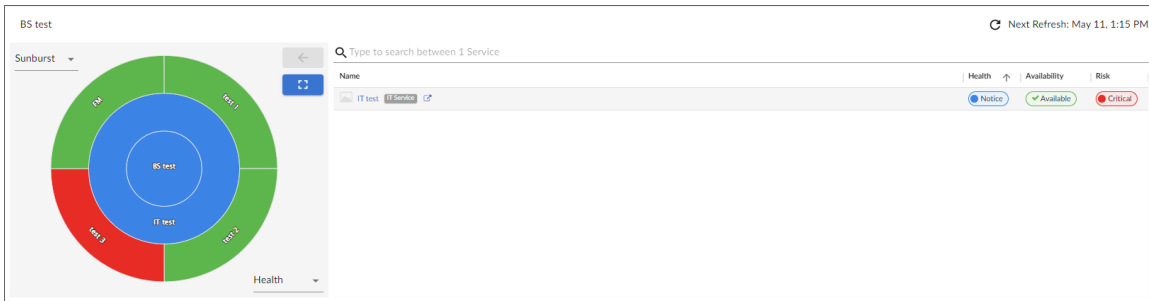 BS test
Next Refresh: May 11, 1:15 PM
Sunburst
EM
test 1
BS test
IT test
test 3
test 2
Health
Type to search between 1 Service
Name
Health
Availability
Risk
IT test IT Service
Notice
Available
Critical